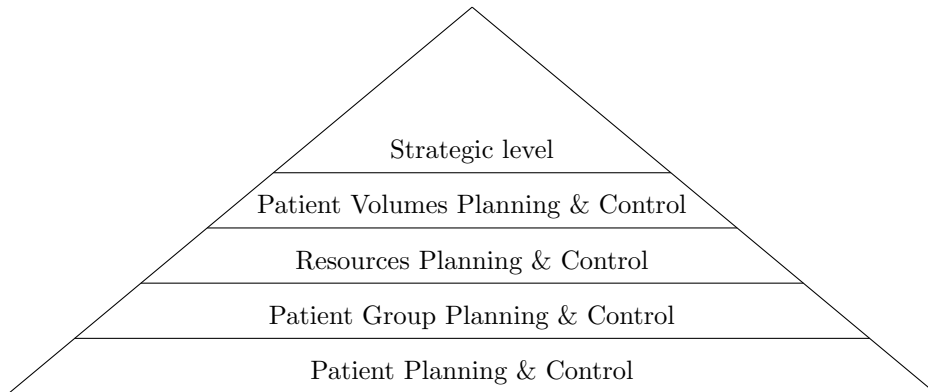 Strategic level
Patient Volumes Planning & Control
Resources Planning & Control
Patient Group Planning & Control
Patient Planning & Control